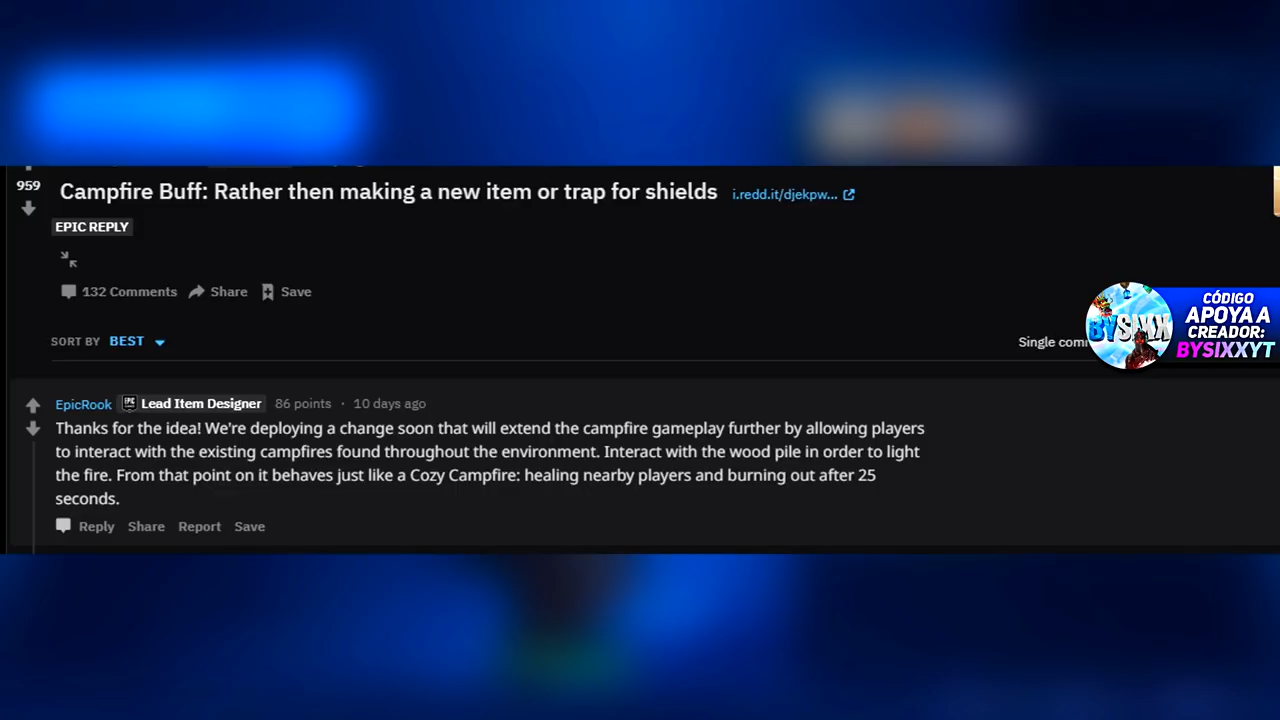 959
Campfire Buff: Rather then making a new item or trap for shields i.redd.it/djekpw...
EPIC REPLY
132 Comments Share Save
SORT BY BEST
Single com
EpicRook EPIC Lead Item Designer 86 points · 10 days ago
Thanks for the idea! We're deploying a change soon that will extend the campfire gameplay further by allowing players
to interact with the existing campfires found throughout the environment. Interact with the wood pile in order to light
the fire. From that point on it behaves just like a Cozy Campfire: healing nearby players and burning out after 25
seconds.
Reply Share Report Save
BYSIXX
CÓDIGO
APOYA A
CREADOR:
BYSIXXYT